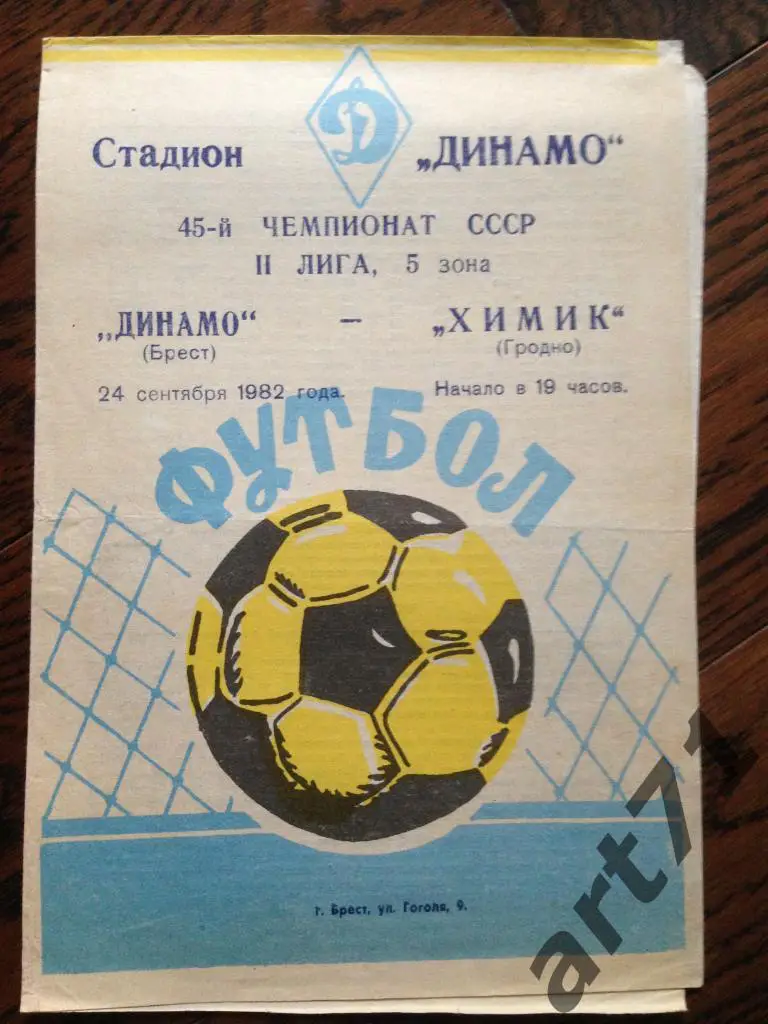 Д
Стадион „ДИНАМО“
45-й ЧЕМПИОНАТ СССР
II ЛИГА, 5 зона
„ДИНАМО“ — „ХИМИК“
(Брест) (Гродно)
24 сентября 1982 года. Начало в 19 часов.
ФУТБОЛ
г. Брест, ул. Гоголя, 9.
art71